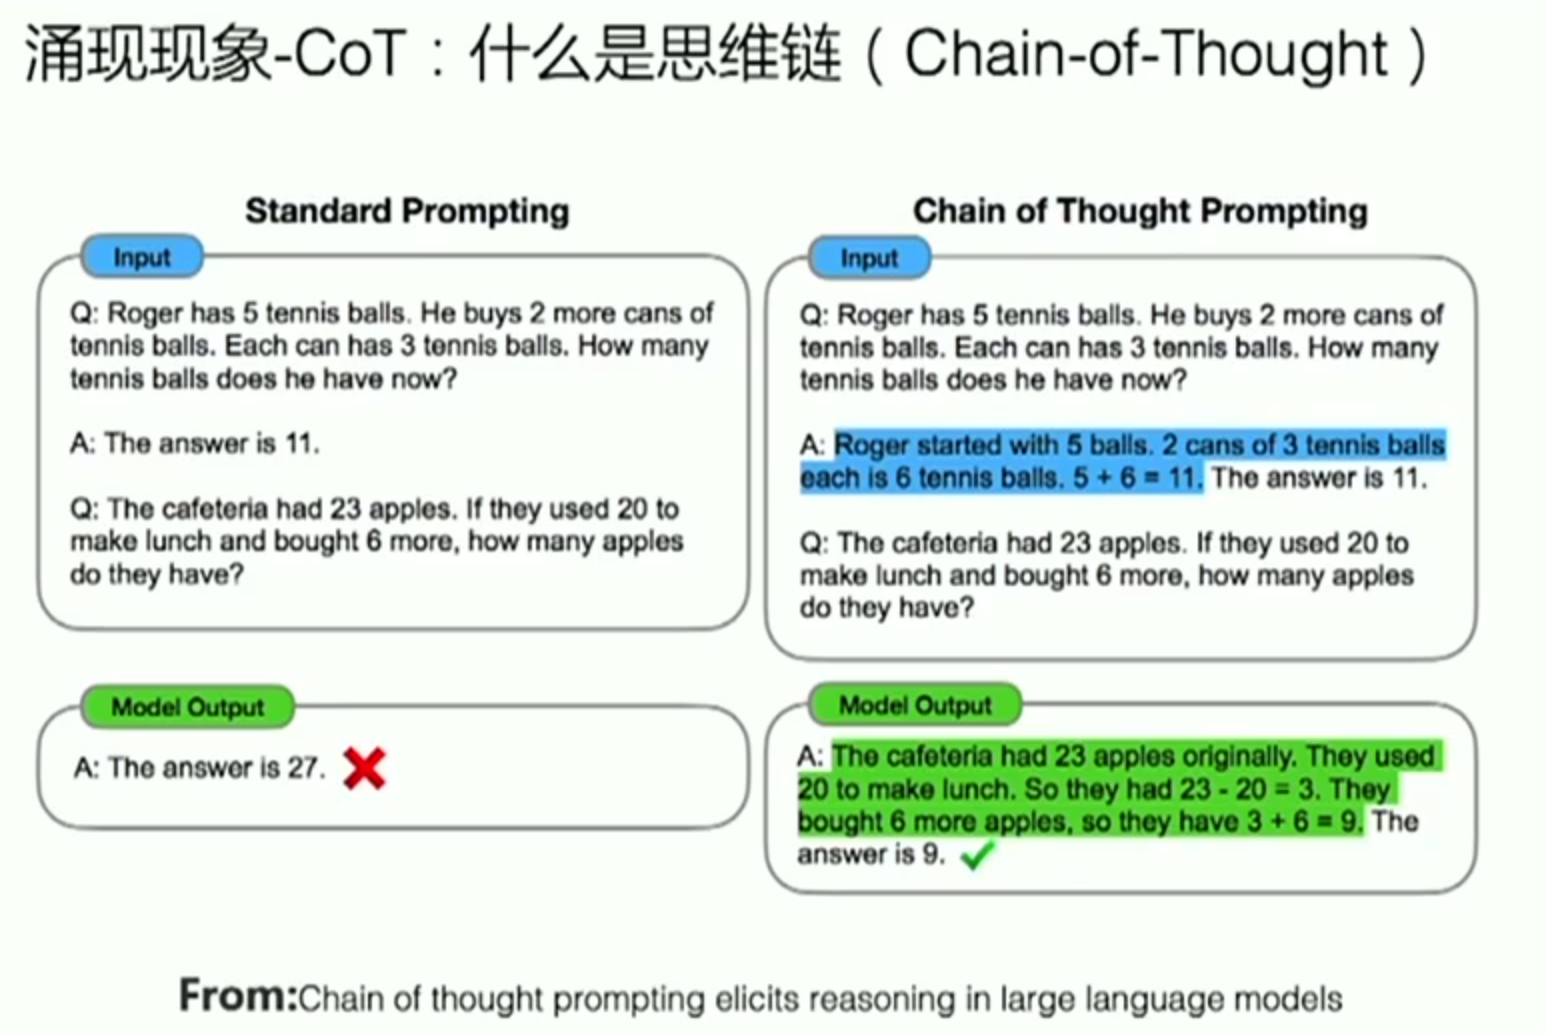 涌现现象-CoT：什么是思维链（Chain-of-Thought）
Standard Prompting
Input
Q: Roger has 5 tennis balls. He buys 2 more cans of
tennis balls. Each can has 3 tennis balls. How many
tennis balls does he have now?
A: The answer is 11.
Q: The cafeteria had 23 apples. If they used 20 to
make lunch and bought 6 more, how many apples
do they have?
Model Output
A: The answer is 27.
Chain of Thought Prompting
Input
Q: Roger has 5 tennis balls. He buys 2 more cans of
tennis balls. Each can has 3 tennis balls. How many
tennis balls does he have now?
A: Roger started with 5 balls. 2 cans of 3 tennis balls
each is 6 tennis balls. 5 + 6 = 11. The answer is 11.
Q: The cafeteria had 23 apples. If they used 20 to
make lunch and bought 6 more, how many apples
do they have?
Model Output
A: The cafeteria had 23 apples originally. They used
20 to make lunch. So they had 23 - 20 = 3. They
bought 6 more apples, so they have 3 + 6 = 9. The
answer is 9.
From:Chain of thought prompting elicits reasoning in large language models